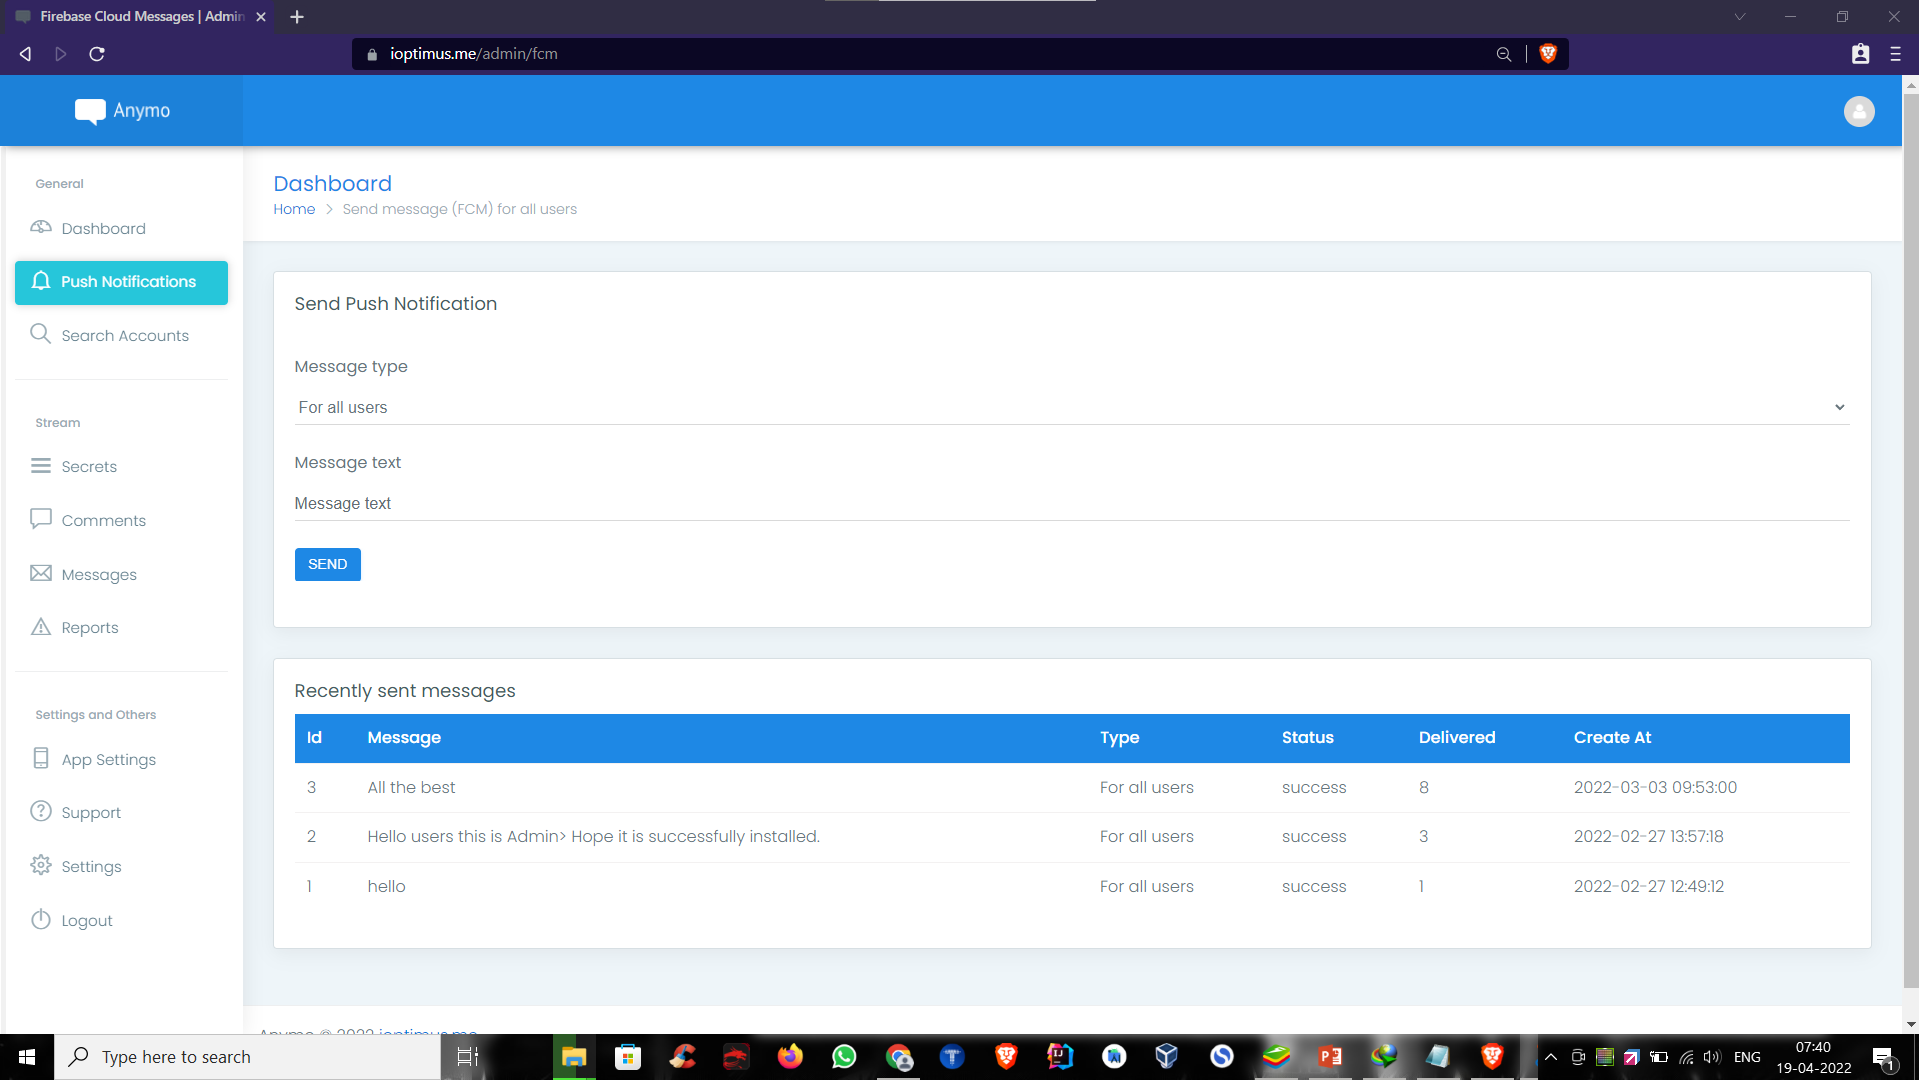 Firebase Cloud Messages | Admin
ioptimus.me/admin/fcm
Anymo
General
Dashboard
Push Notifications
Search Accounts
Stream
Secrets
Comments
Messages
Reports
Settings and Others
App Settings
Support
Settings
Logout
Dashboard
Home > Send message (FCM) for all users
Send Push Notification
Message type
For all users
Message text
Message text
SEND
Recently sent messages
Id Message Type Status Delivered Create At
3 All the best For all users success 8 2022-03-03 09:53:00
2 Hello users this is Admin> Hope it is successfully installed. For all users success 3 2022-02-27 13:57:18
1 hello For all users success 1 2022-02-27 12:49:12
Anymo © 2022 ioptimus.me
Type here to search
ENG
07:40
19-04-2022
1